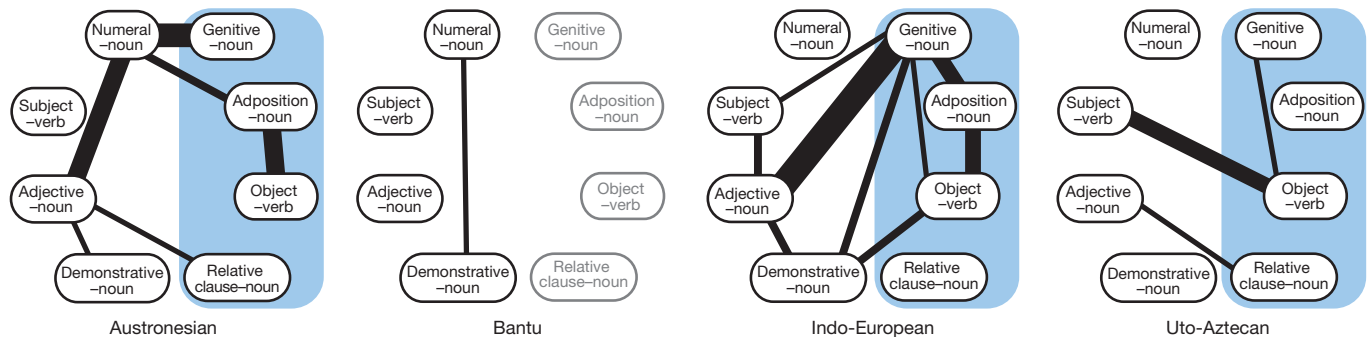 Numeral
–noun
Genitive
–noun
Subject
–verb
Adposition
–noun
Adjective
–noun
Object
–verb
Demonstrative
–noun
Relative
clause–noun
Austronesian
Numeral
–noun
Genitive
–noun
Subject
–verb
Adposition
–noun
Adjective
–noun
Object
–verb
Demonstrative
–noun
Relative
clause–noun
Bantu
Numeral
–noun
Genitive
–noun
Subject
–verb
Adposition
–noun
Adjective
–noun
Object
–verb
Demonstrative
–noun
Relative
clause–noun
Indo-European
Numeral
–noun
Genitive
–noun
Subject
–verb
Adposition
–noun
Adjective
–noun
Object
–verb
Demonstrative
–noun
Relative
clause–noun
Uto-Aztecan